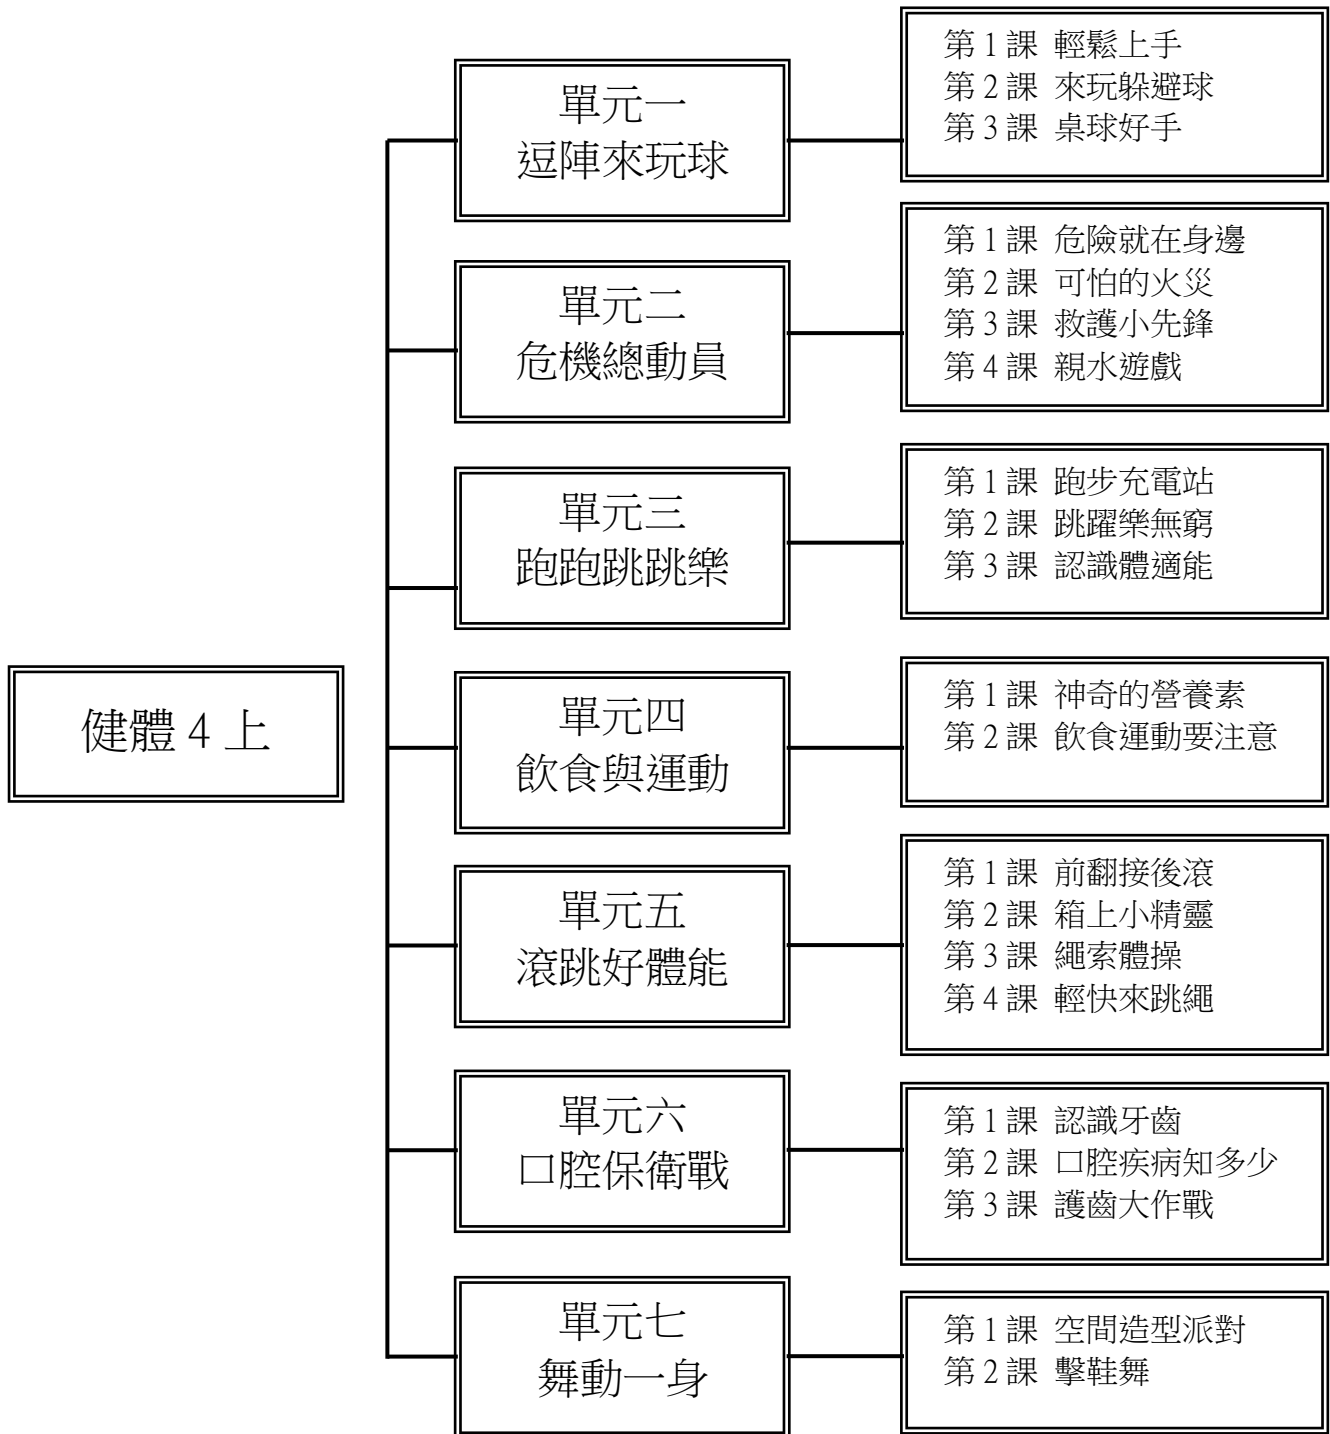 健體 4 上
單元一
逗陣來玩球
第 1 課 輕鬆上手
第 2 課 來玩躲避球
第 3 課 桌球好手
單元二
危機總動員
第 1 課 危險就在身邊
第 2 課 可怕的火災
第 3 課 救護小先鋒
第 4 課 親水遊戲
單元三
跑跑跳跳樂
第 1 課 跑步充電站
第 2 課 跳躍樂無窮
第 3 課 認識體適能
單元四
飲食與運動
第 1 課 神奇的營養素
第 2 課 飲食運動要注意
單元五
滾跳好體能
第 1 課 前翻接後滾
第 2 課 箱上小精靈
第 3 課 繩索體操
第 4 課 輕快來跳繩
單元六
口腔保衛戰
第 1 課 認識牙齒
第 2 課 口腔疾病知多少
第 3 課 護齒大作戰
單元七
舞動一身
第 1 課 空間造型派對
第 2 課 擊鞋舞